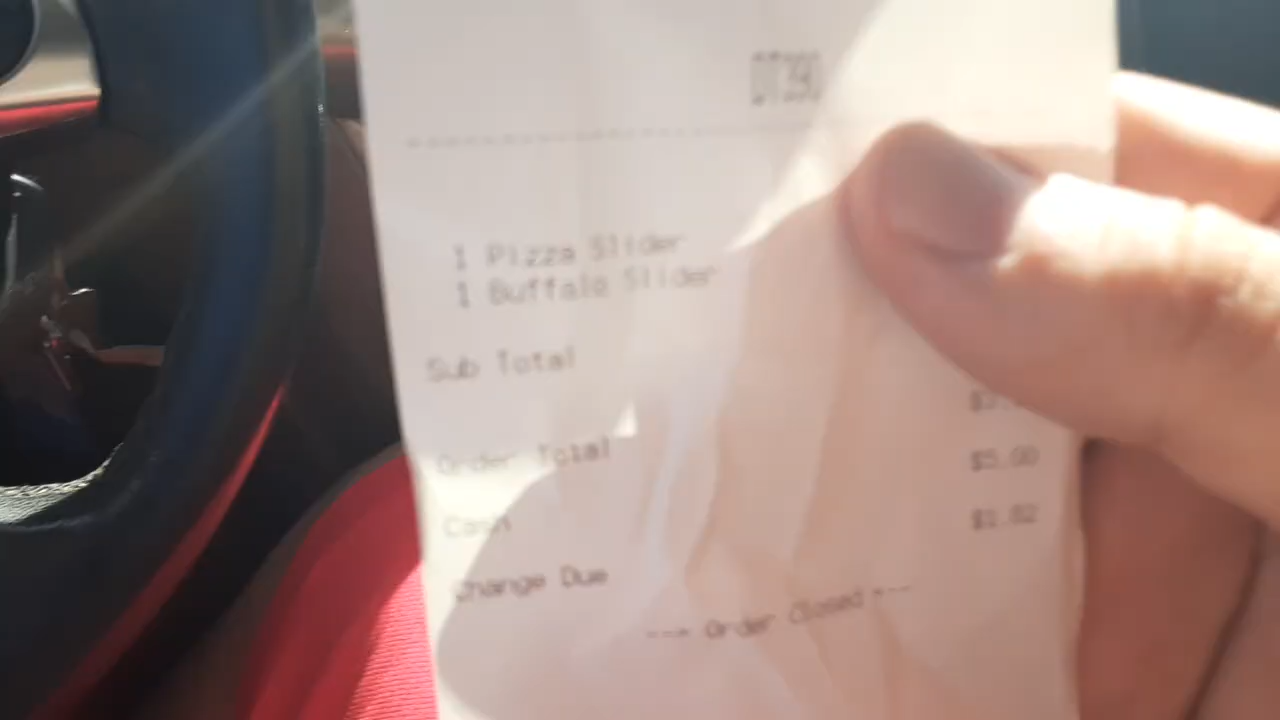 1 Pizza Slider
1 Buffalo Slider
Sub Total
Order Total
Cash $5.00
Change Due
---> Order Closed <---